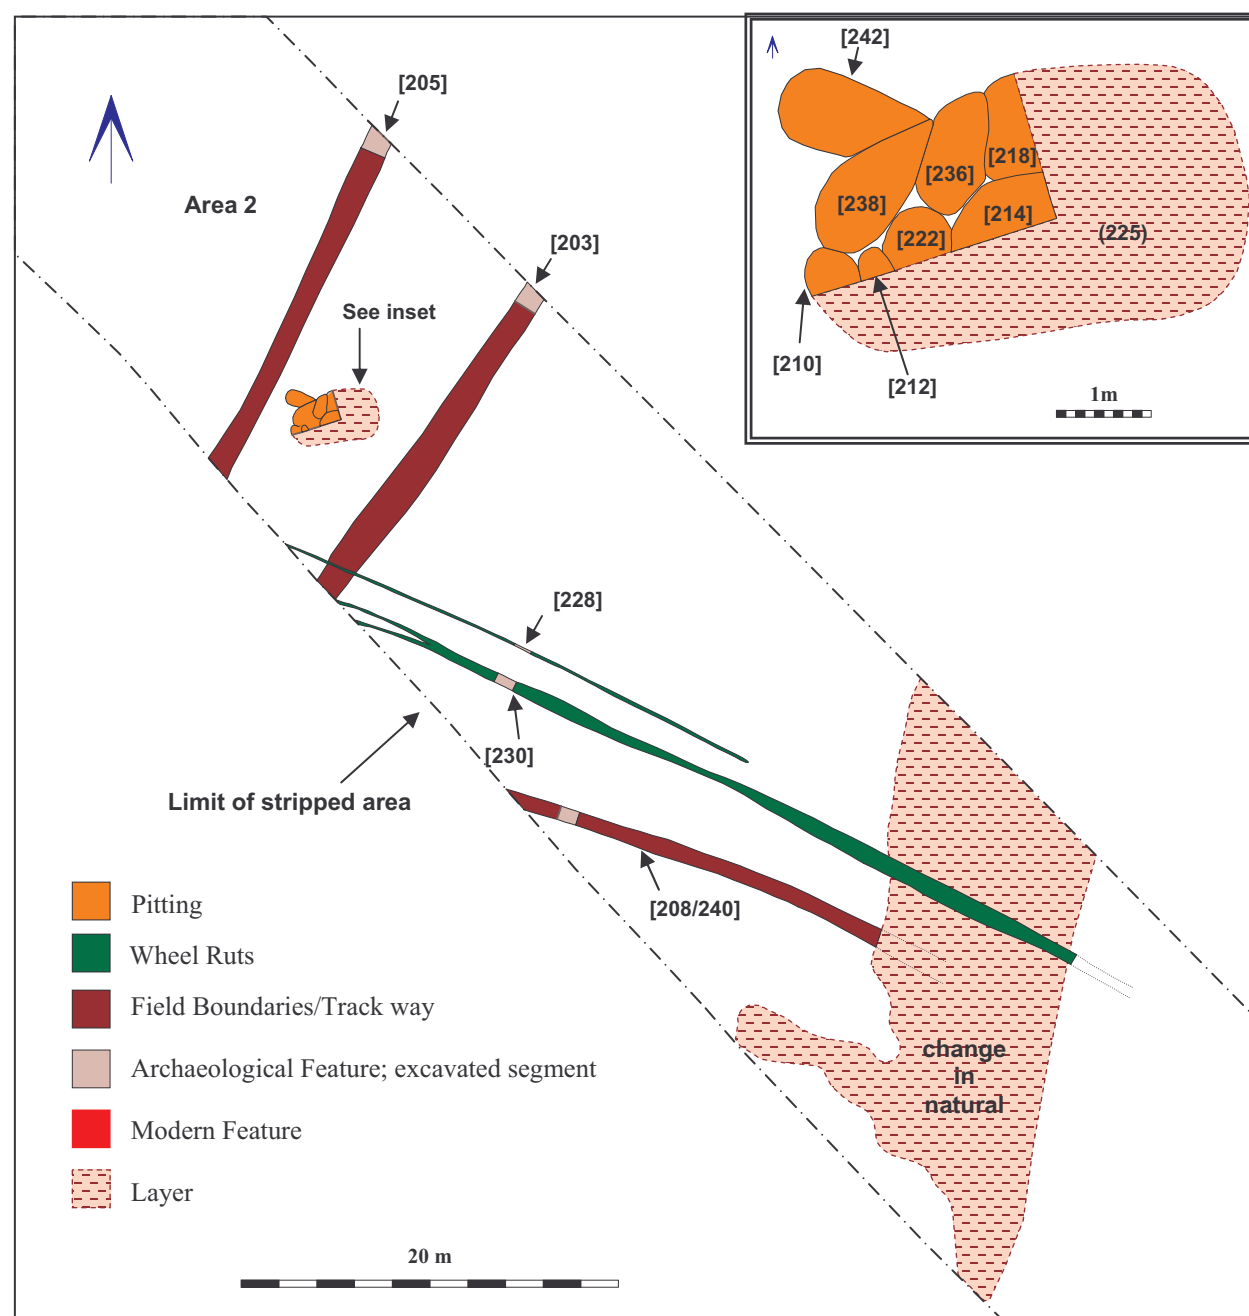 [205]
Area 2
[203]
See inset
[228]
[230]
Limit of stripped area
[208/240]
change
in
natural
Pitting
Wheel Ruts
Field Boundaries/Track way
Archaeological Feature; excavated segment
Modern Feature
Layer
20 m
[242]
[218]
[236]
[238]
[214]
[222]
(225)
[210]
[212]
1m